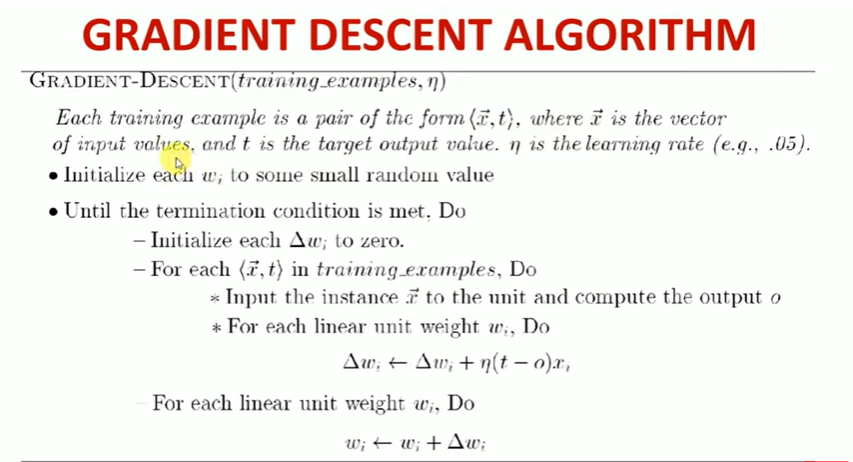 GRADIENT DESCENT ALGORITHM
GRADIENT-DESCENT(training_examples, η)
Each training example is a pair of the form ⟨x⃗, t⟩, where x⃗ is the vector
of input values, and t is the target output value. η is the learning rate (e.g., .05).
• Initialize each wᵢ to some small random value
• Until the termination condition is met, Do
– Initialize each Δwᵢ to zero.
– For each ⟨x⃗, t⟩ in training_examples, Do
* Input the instance x⃗ to the unit and compute the output o
* For each linear unit weight wᵢ, Do
Δwᵢ ← Δwᵢ + η(t − o)xᵢ
– For each linear unit weight wᵢ, Do
wᵢ ← wᵢ + Δwᵢ